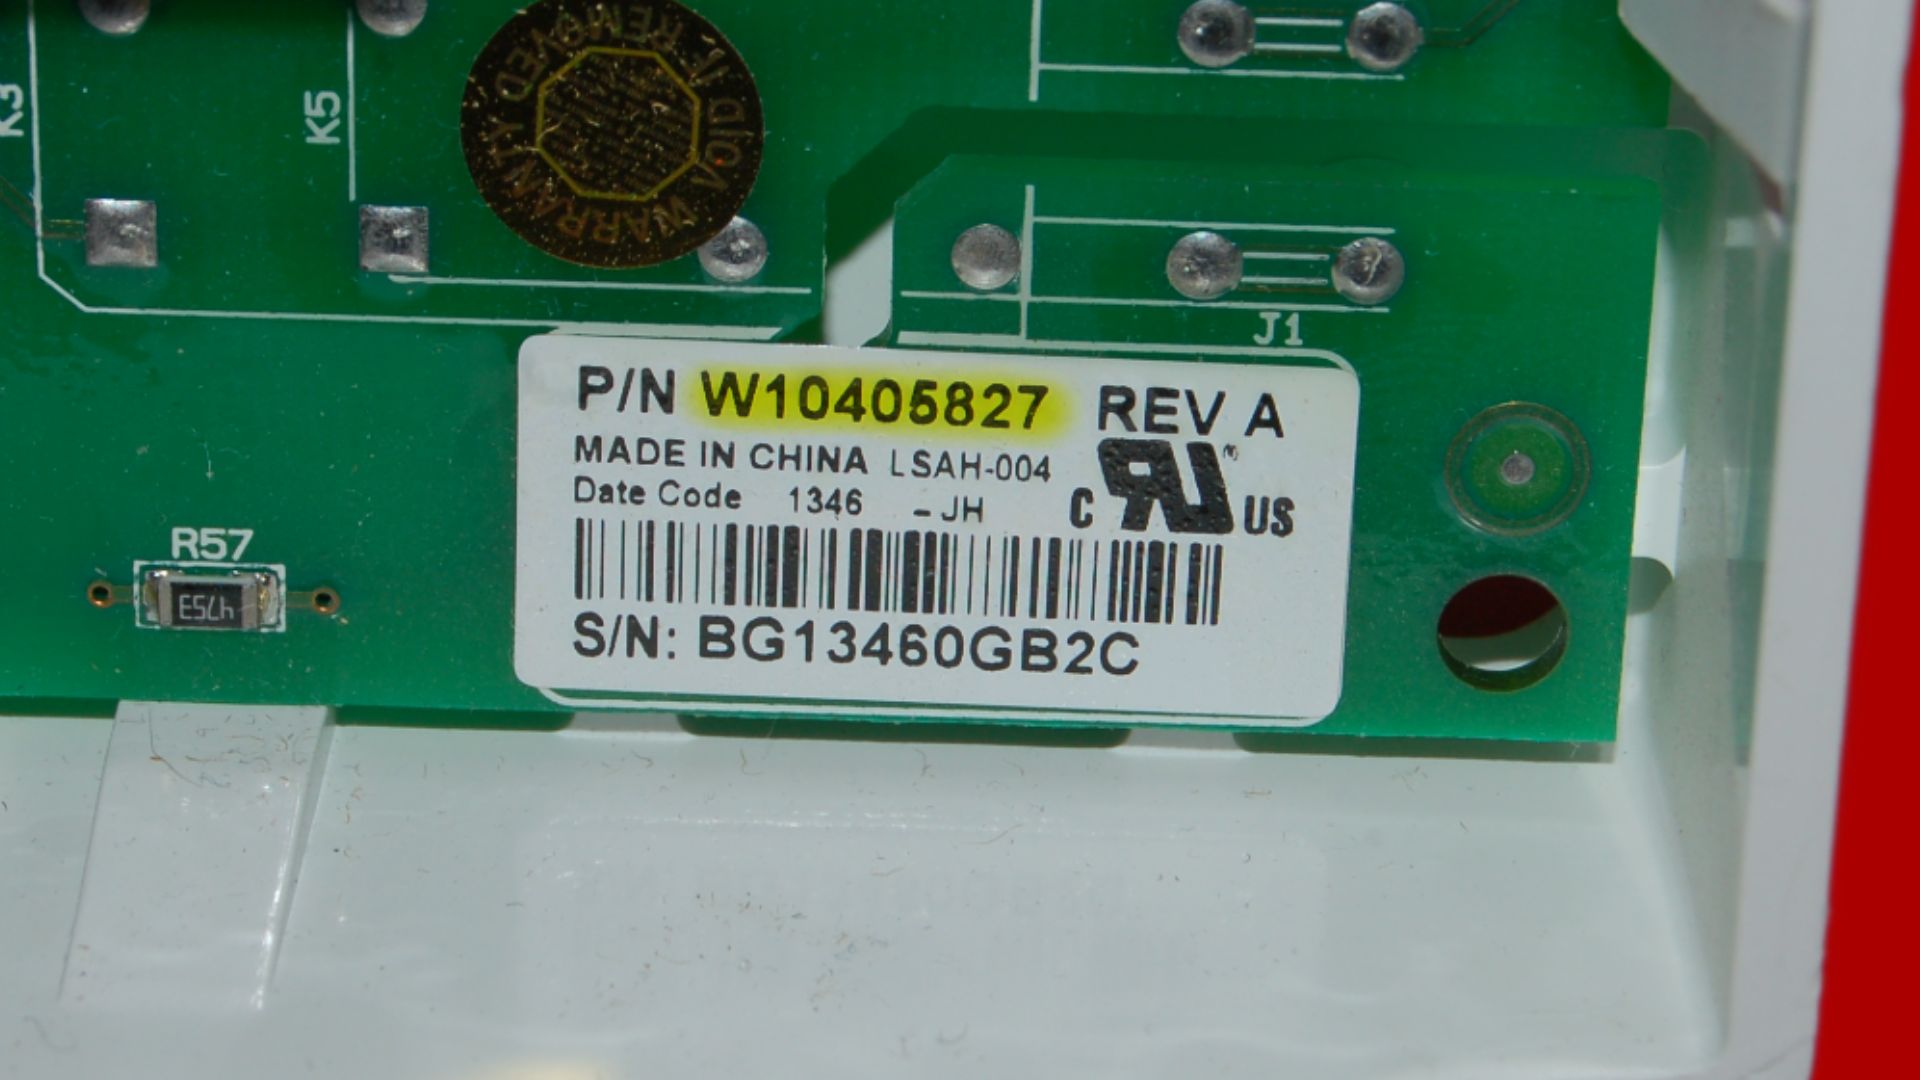 K3
K5
WARRANTY VOID
IF REMOVED
J1
P/N W10405827 REV A
MADE IN CHINA LSAH-004
Date Code 1346 -JH
C RU US
R57
4753
S/N: BG13460GB2C